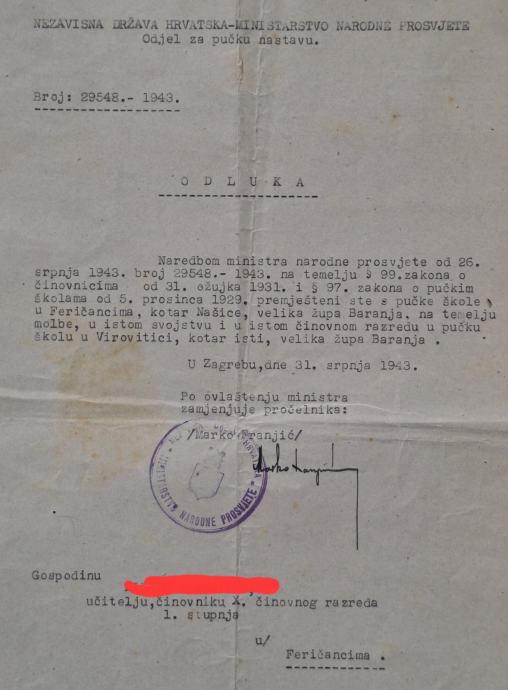 NEZAVISNA DRŽAVA HRVATSKA-MINISTARSTVO NARODNE PROSVJETE
Odjel za pučku nastavu.
Broj: 29548.- 1943.
O D L U K A
Naredbom ministra narodne prosvjete od 26.
srpnja 1943. broj 29548.- 1943. na temelju § 99.zakona o
činovnicima od 31. ožujka 1931. i § 97. zakona o pučkim
školama od 5. prosinca 1929. premješteni ste s pučke škole
u Feričancima, kotar Našice, velika župa Baranja, na temelju
molbe, u istom svojstvu i u istom činovnom razredu u pučku
školu u Virovitici, kotar isti, velika župa Baranja .
U Zagrebu,dne 31. srpnja 1943.
Po ovlaštenju ministra
zamjenjuje pročelnika:
/Marko Franjić/
MINISTARSTVO NARODNE PROSVJETE
Gospodinu
učitelju,činovniku X. činovnog razreda
1. stupnja
u/
Feričancima .